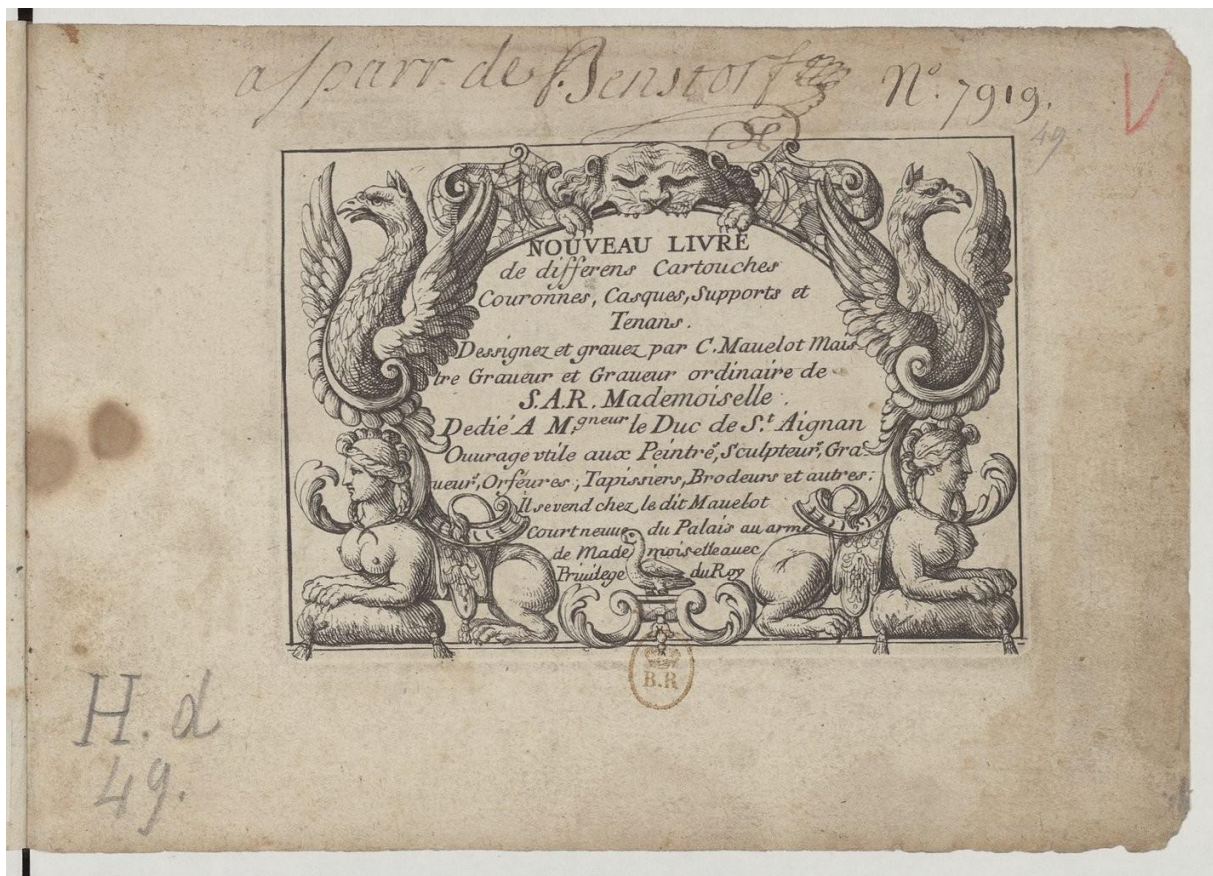 a sparr. de Benstorf N.º 7919.
49
NOUVEAU LIVRE
de differens Cartouches
Couronnes, Casques, Supports et
Tenans.
Dessignez et grauez par C. Mauelot Mais-
tre Graueur et Graueur ordinaire de
S.A.R. Mademoiselle.
Dedié A M.gneur le Duc de S.t Aignan
Ouurage vtile aux Peintre.s, Sculpteur.s, Gra-
ueur.s, Orféures, Tapissiers, Brodeurs et autres.
Il se vend chez le dit Mauelot
Court neuue du Palais au arme
de Mademoiselle auec
Priuilege du Roy
B.R
H. d
49.